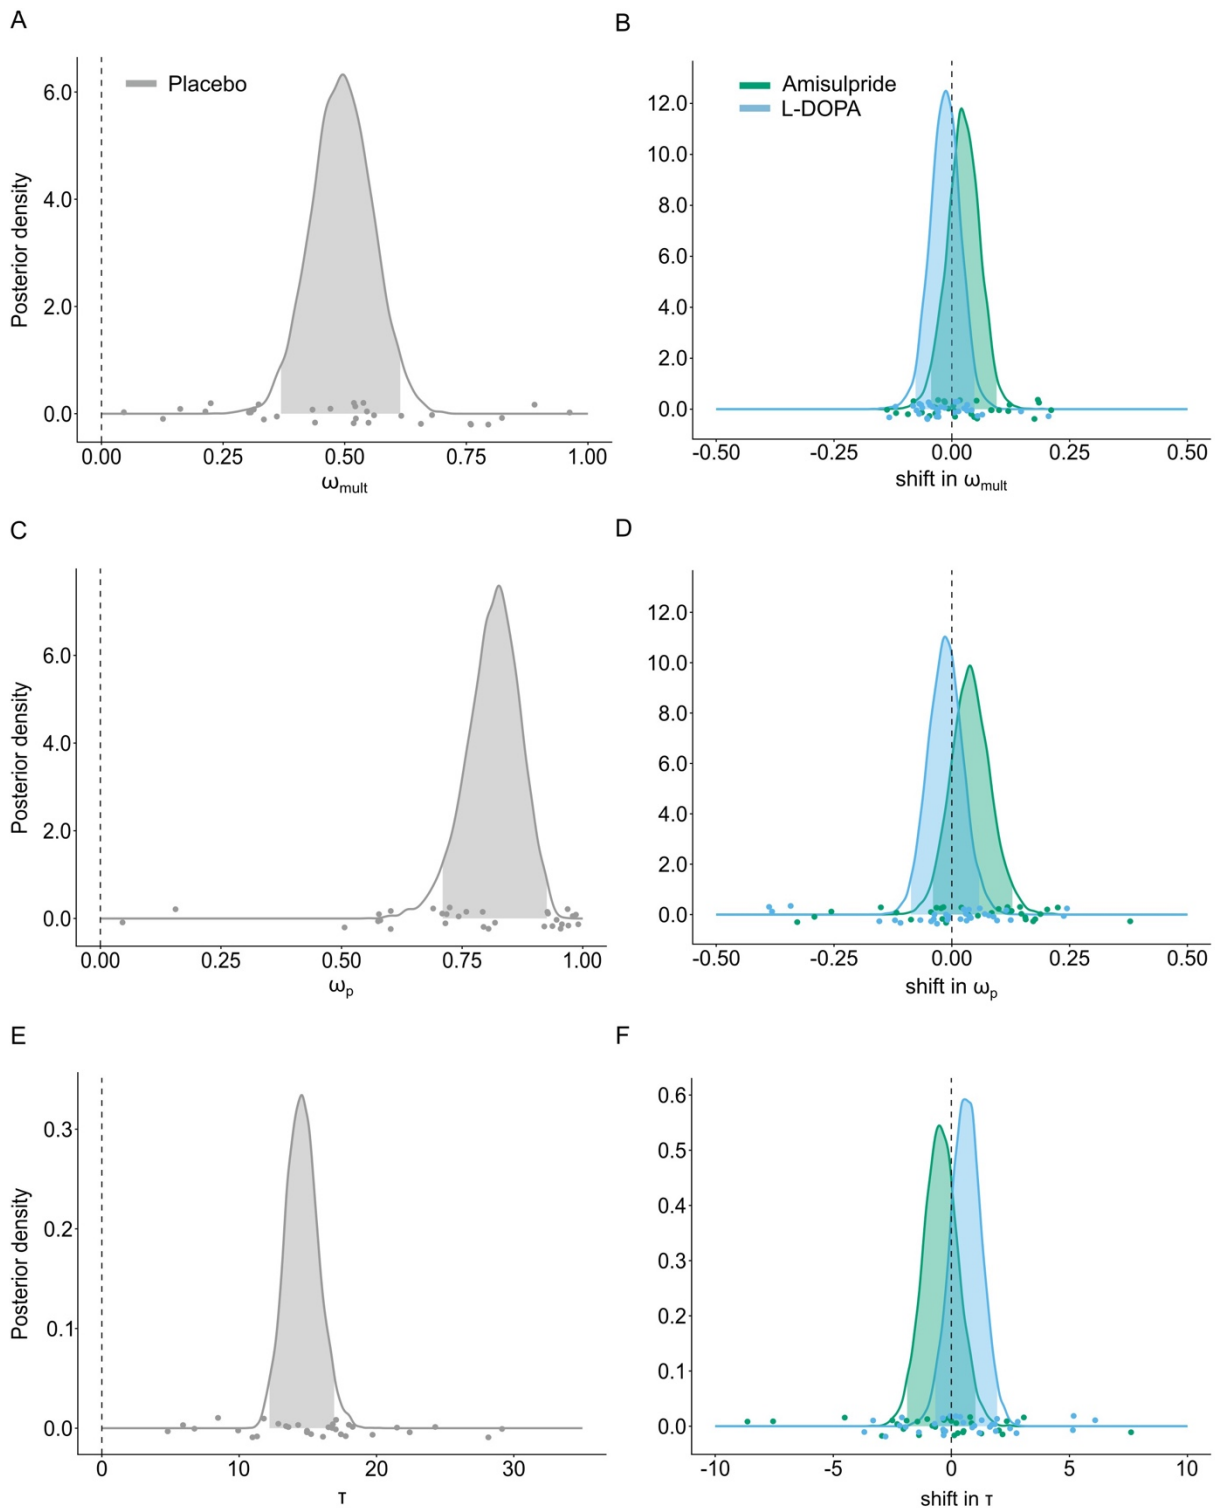 A
Placebo
Posterior density
6.0
4.0
2.0
0.0
0.00 0.25 0.50 0.75 1.00
ωmult
B
Amisulpride
L-DOPA
12.0
10.0
8.0
6.0
4.0
2.0
0.0
-0.50 -0.25 0.00 0.25 0.50
shift in ωmult
C
Posterior density
6.0
4.0
2.0
0.0
0.00 0.25 0.50 0.75 1.00
ωp
D
12.0
10.0
8.0
6.0
4.0
2.0
0.0
-0.50 -0.25 0.00 0.25 0.50
shift in ωp
E
Posterior density
0.3
0.2
0.1
0.0
0 10 20 30
τ
F
0.6
0.5
0.4
0.3
0.2
0.1
0.0
-10 -5 0 5 10
shift in τ